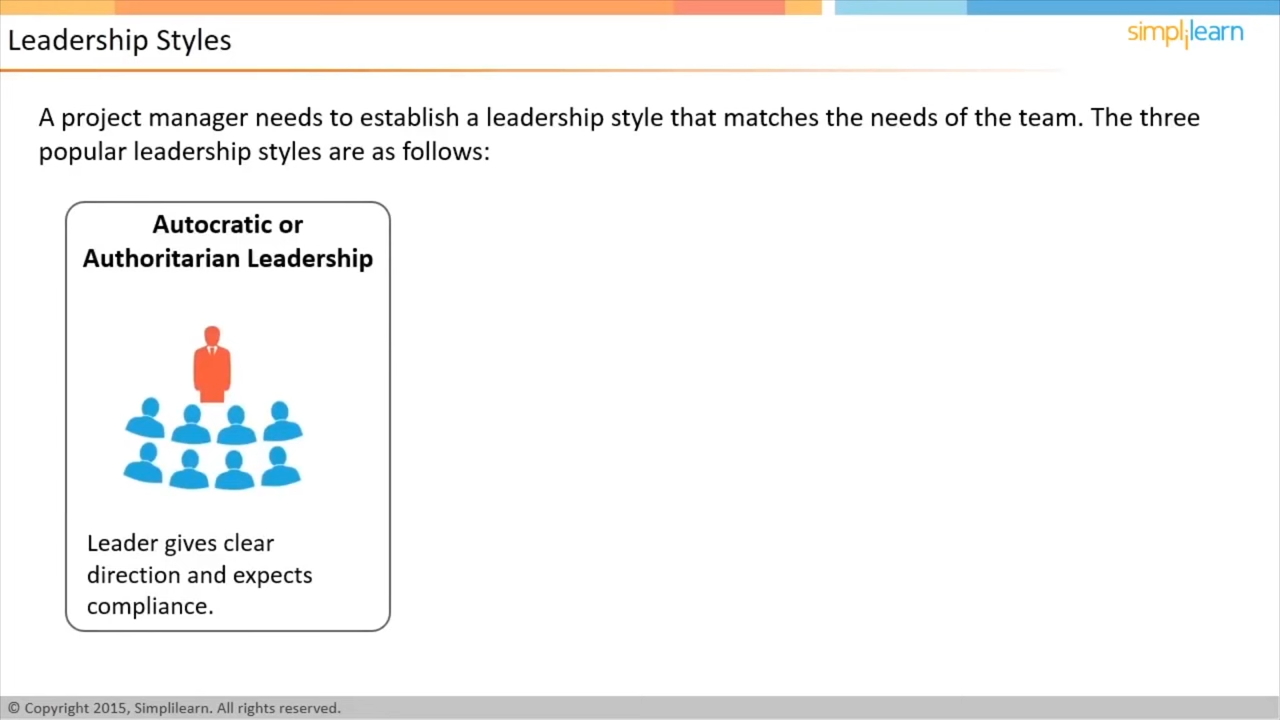 Leadership Styles
simplilearn
A project manager needs to establish a leadership style that matches the needs of the team. The three
popular leadership styles are as follows:
Autocratic or
Authoritarian Leadership
Leader gives clear
direction and expects
compliance.
© Copyright 2015, Simplilearn. All rights reserved.